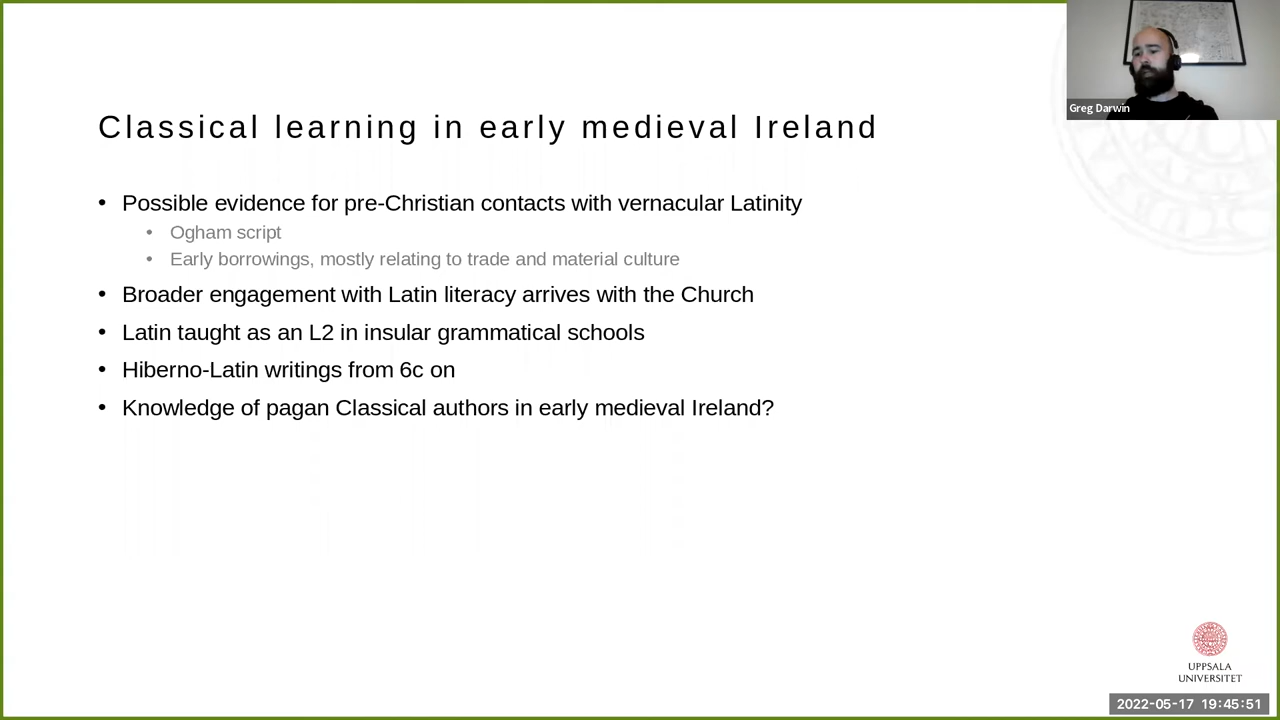 Greg Darwin
Classical learning in early medieval Ireland
• Possible evidence for pre-Christian contacts with vernacular Latinity
• Ogham script
• Early borrowings, mostly relating to trade and material culture
• Broader engagement with Latin literacy arrives with the Church
• Latin taught as an L2 in insular grammatical schools
• Hiberno-Latin writings from 6c on
• Knowledge of pagan Classical authors in early medieval Ireland?
UPPSALA
UNIVERSITET
2022-05-17 19:45:51